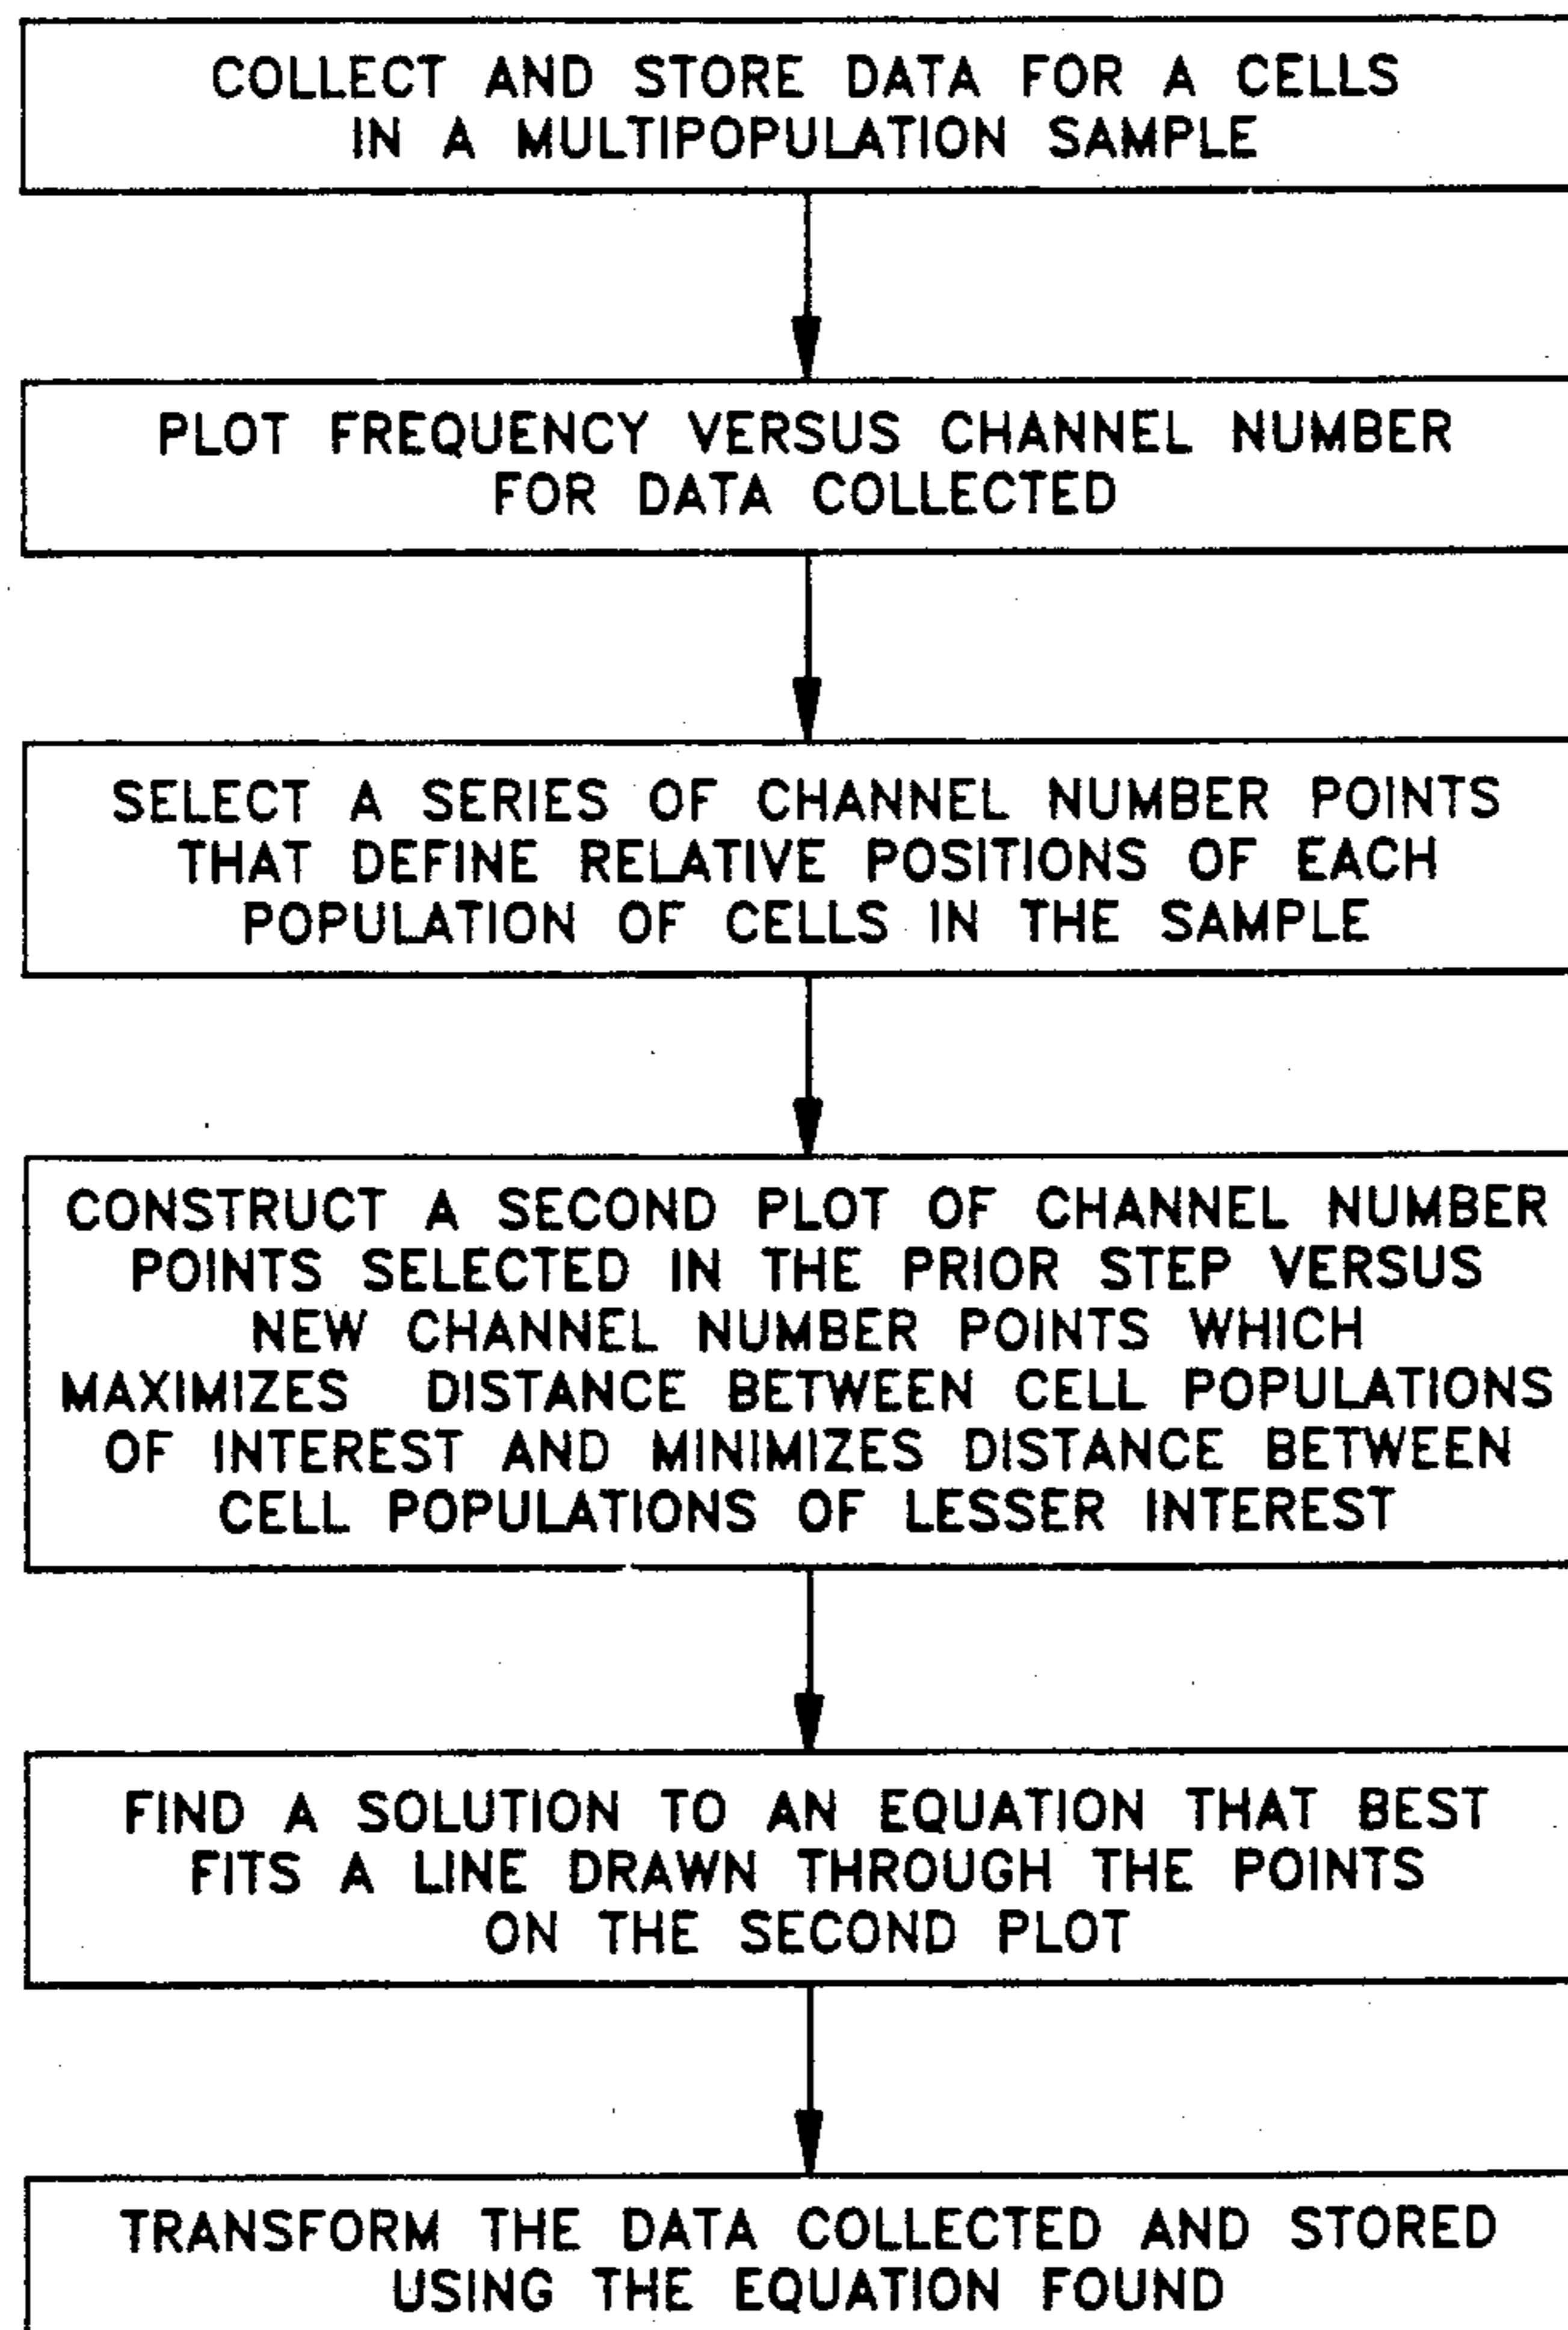 COLLECT AND STORE DATA FOR A CELLS
IN A MULTIPOPULATION SAMPLE
PLOT FREQUENCY VERSUS CHANNEL NUMBER
FOR DATA COLLECTED
SELECT A SERIES OF CHANNEL NUMBER POINTS
THAT DEFINE RELATIVE POSITIONS OF EACH
POPULATION OF CELLS IN THE SAMPLE
CONSTRUCT A SECOND PLOT OF CHANNEL NUMBER
POINTS SELECTED IN THE PRIOR STEP VERSUS
NEW CHANNEL NUMBER POINTS WHICH
MAXIMIZES DISTANCE BETWEEN CELL POPULATIONS
OF INTEREST AND MINIMIZES DISTANCE BETWEEN
CELL POPULATIONS OF LESSER INTEREST
FIND A SOLUTION TO AN EQUATION THAT BEST
FITS A LINE DRAWN THROUGH THE POINTS
ON THE SECOND PLOT
TRANSFORM THE DATA COLLECTED AND STORED
USING THE EQUATION FOUND